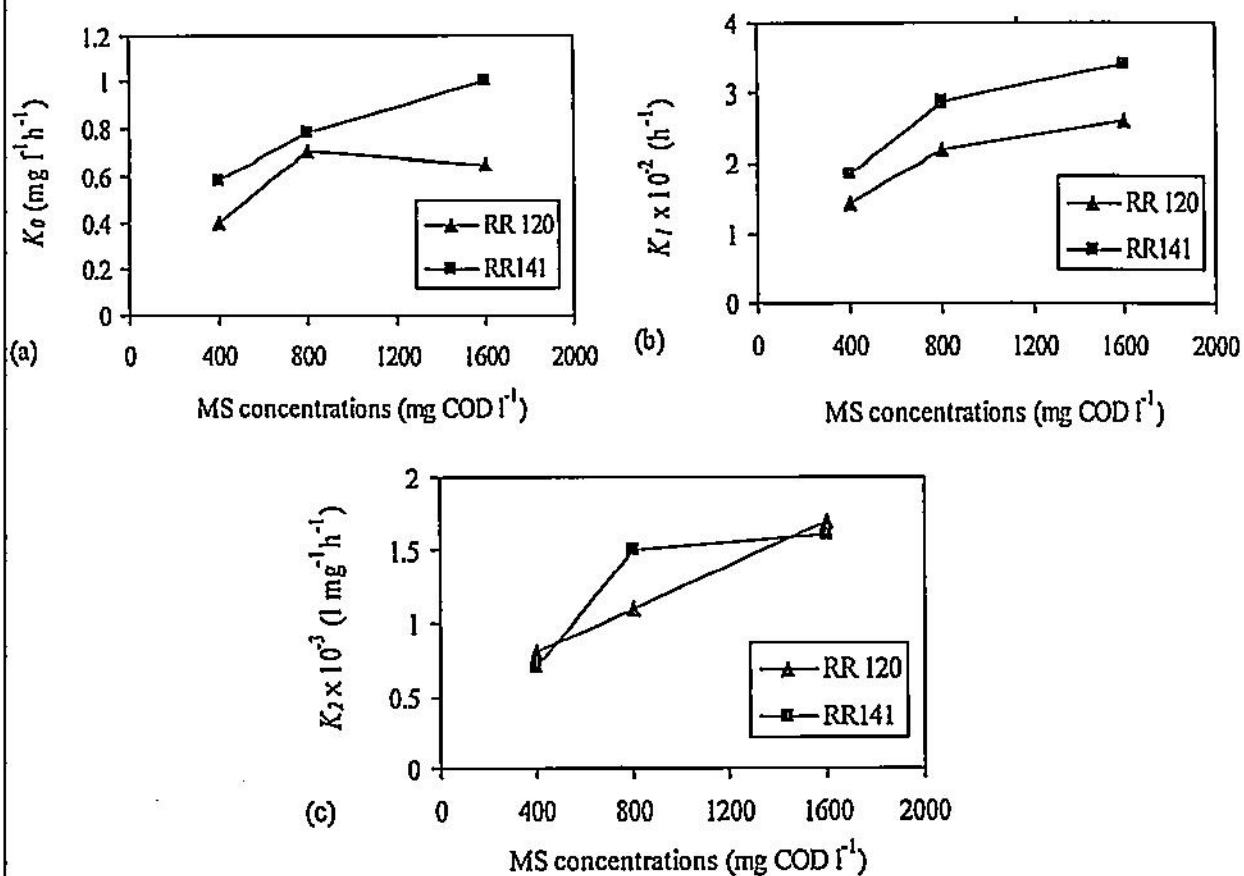 1.2
1
0.8
0.6
0.4
0.2
0
K0 (mg l^1 h^-1)
RR 120
RR141
(a)
0 400 800 1200 1600 2000
MS concentrations (mg COD l^-1)
4
3
2
1
0
K1 x 10^-2 (h^-1)
RR 120
RR141
(b)
0 400 800 1200 1600 2000
MS concentrations (mg COD l^-1)
2
1.5
1
0.5
0
K2 x 10^-3 (l mg^-1 h^-1)
RR 120
RR141
(c)
0 400 800 1200 1600 2000
MS concentrations (mg COD l^-1)